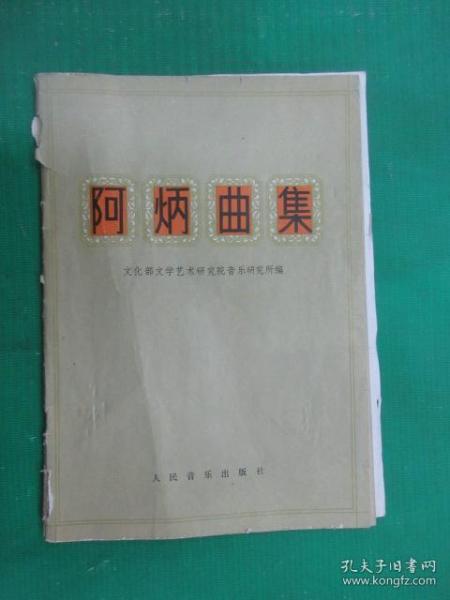 阿炳曲集
文化部文学艺术研究院音乐研究所编
人民音乐出版社
孔夫子旧书网
www.kongfz.com